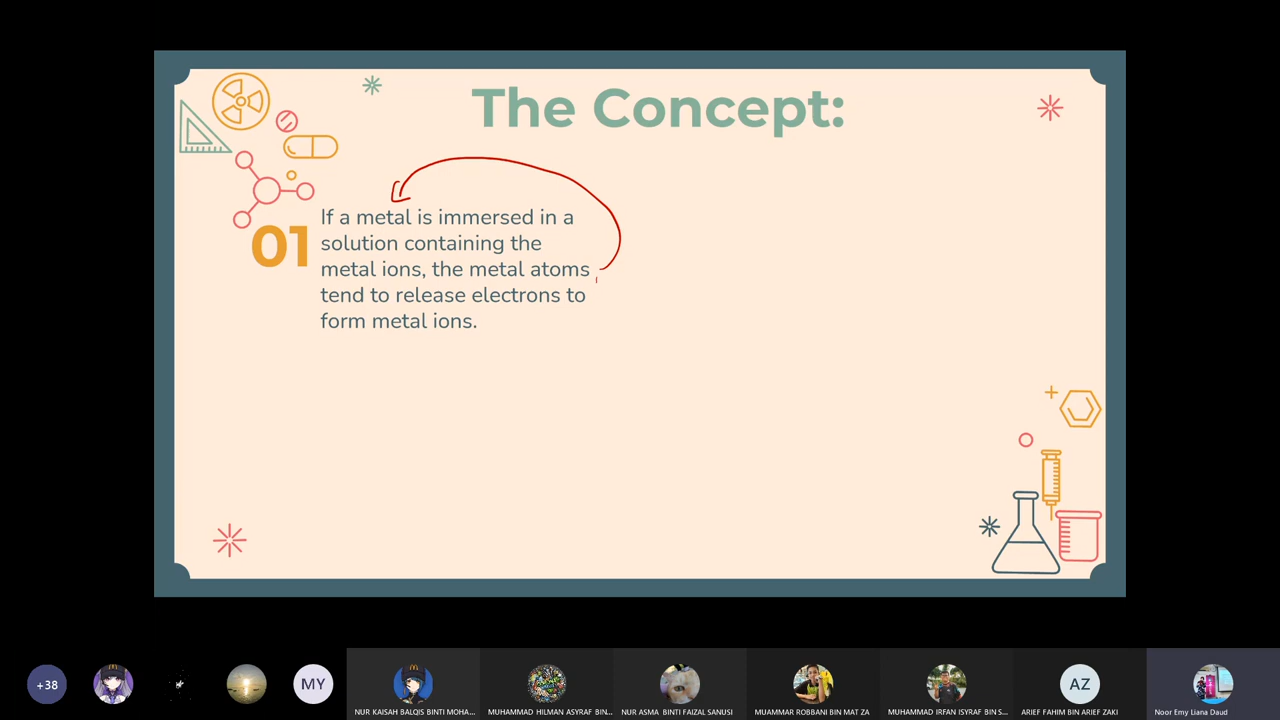 The Concept:
01
If a metal is immersed in a
solution containing the
metal ions, the metal atoms
tend to release electrons to
form metal ions.
+38
MY
NUR KAISAH BALQIS BINTI MOHA...
MUHAMMAD HILMAN ASYRAF BIN...
NUR ASMA BINTI FAIZAL SANUSI
MUAMMAR ROBBANI BIN MAT ZA
MUHAMMAD IRFAN ISYRAF BIN S...
AZ
ARIEF FAHIM BIN ARIEF ZAKI
Noor Emy Liana Daud